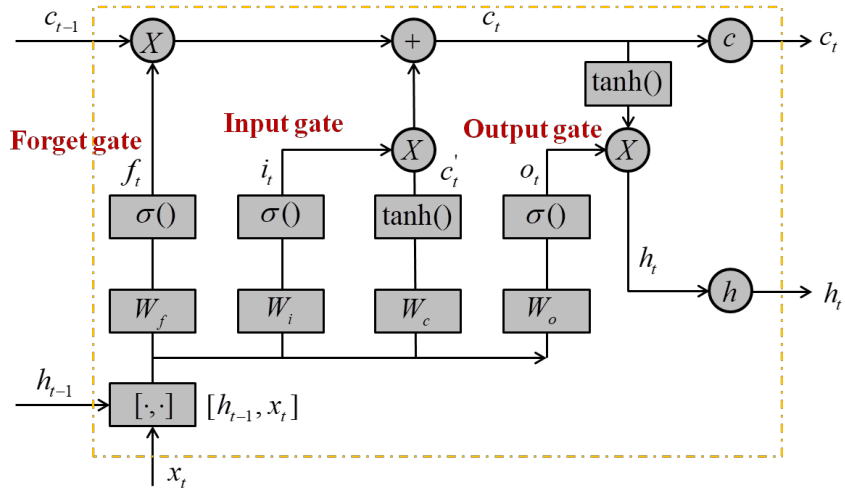 c_{t-1} X + c_t c c_t
tanh()
Forget gate Input gate Output gate
X X
f_t i_t c_t' o_t
σ() σ() tanh() σ()
h_t
W_f W_i W_c W_o
h h_t
h_{t-1}
[·,·] [h_{t-1}, x_t]
x_t